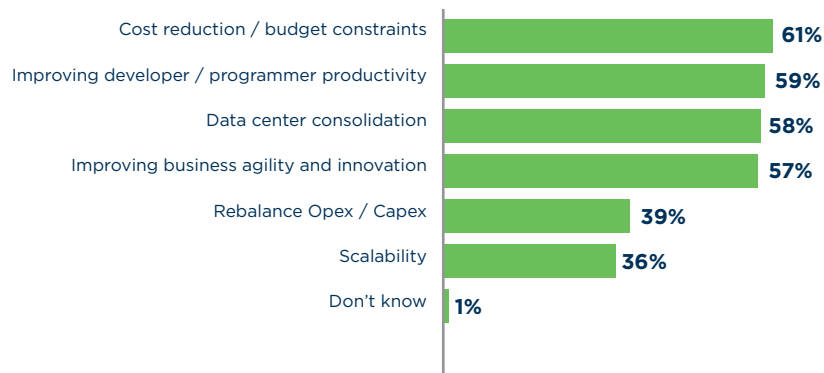 Cost reduction / budget constraints 61%
Improving developer / programmer productivity 59%
Data center consolidation 58%
Improving business agility and innovation 57%
Rebalance Opex / Capex 39%
Scalability 36%
Don’t know 1%